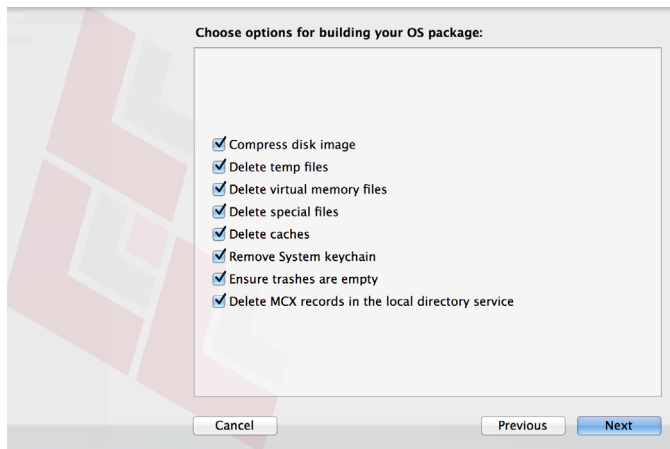 Choose options for building your OS package:
Compress disk image
Delete temp files
Delete virtual memory files
Delete special files
Delete caches
Remove System keychain
Ensure trashes are empty
Delete MCX records in the local directory service
Cancel
Previous
Next